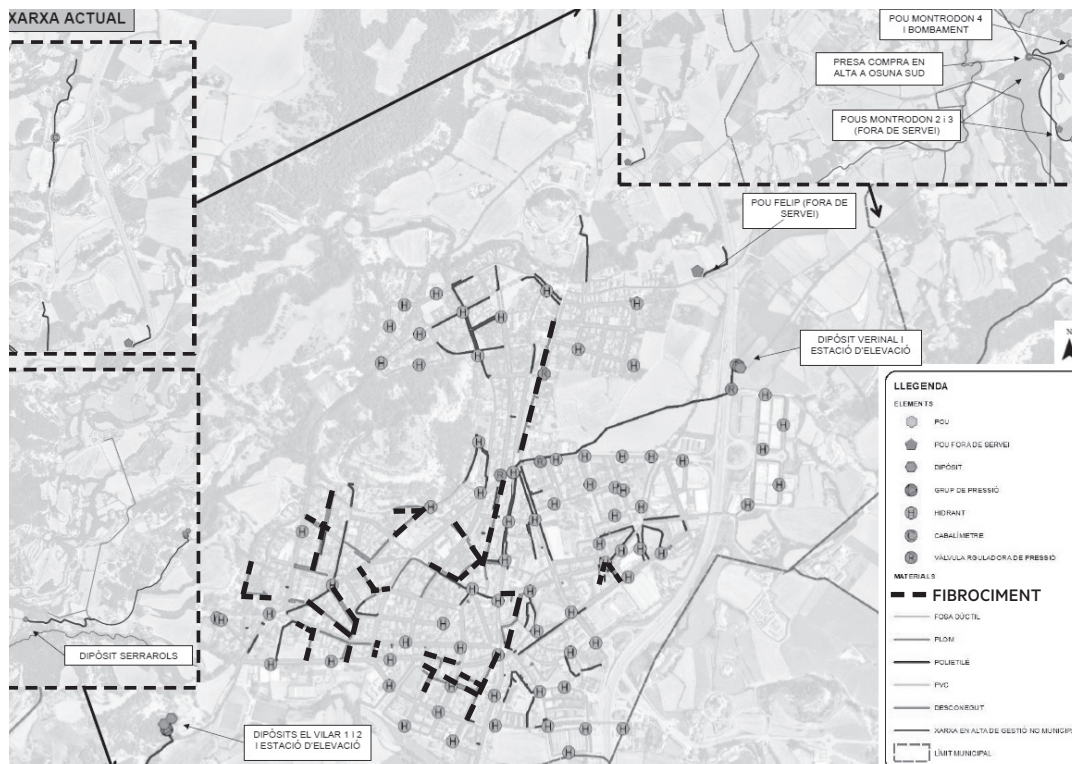 XARXA ACTUAL
POU MONTRODON 4
I BOMBAMENT
PRESA COMPRA EN
ALTA A OSUNA SUD
POUS MONTRODON 2 i 3
(FORA DE SERVEI)
POU FELIP (FORA DE
SERVEI)
DIPÒSIT VERINAL I
ESTACIÓ D'ELEVACIÓ
DIPÒSIT SERRAROLS
DIPÒSITS EL VILAR 1 I 2
I ESTACIÓ D'ELEVACIÓ
N
LLEGENDA
ELEMENTS
POU
POU FORA DE SERVEI
DIPÒSIT
GRUP DE PRESSIÓ
HIDRANT
CABALÍMETRE
VÀLVULA RGULADORA DE PRESSIÓ
MATERIALS
FIBROCIMENT
FOSA DÚCTIL
PLOM
POLIETILÈ
PVC
DESCONEGUT
XARXA EN ALTA DE GESTIÓ NO MUNICIP
LÍMIT MUNICIPAL